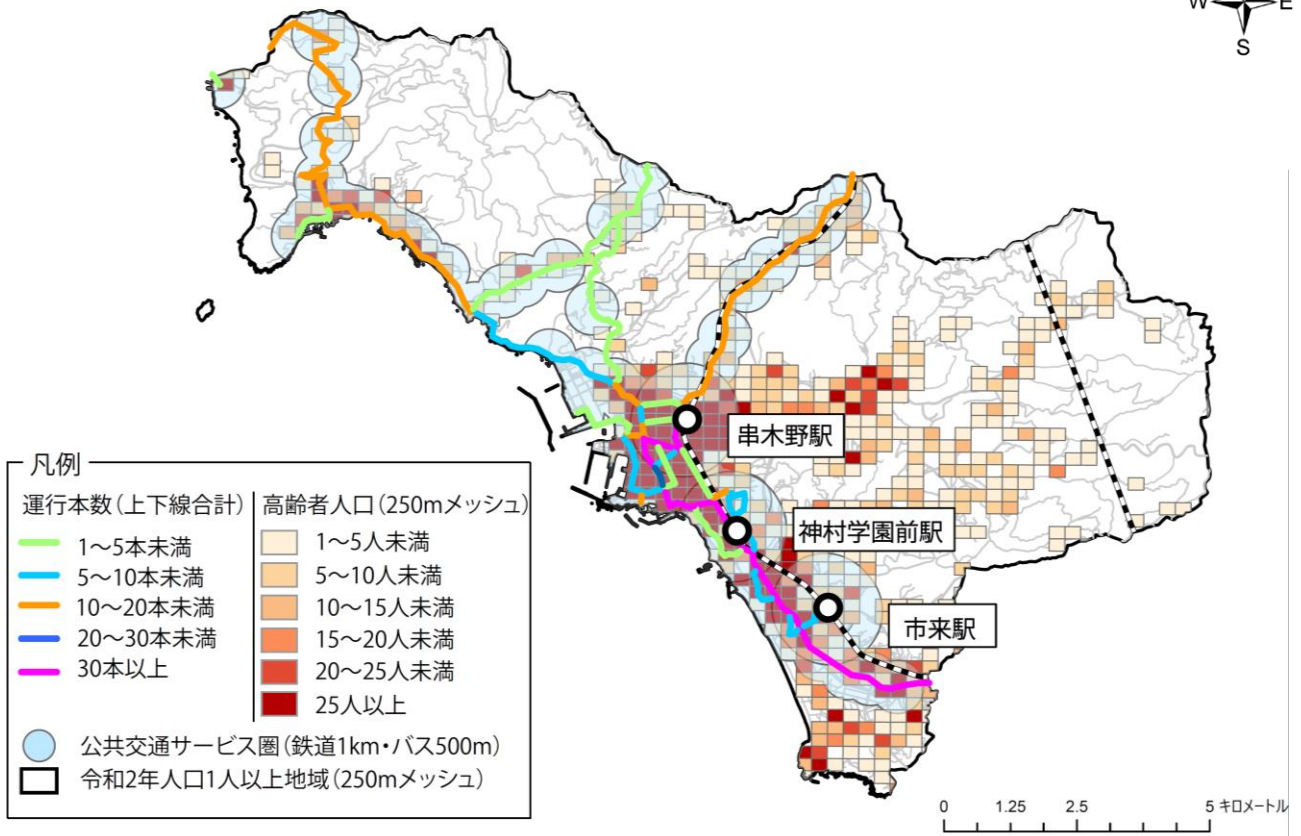 W E
S
串木野駅
神村学園前駅
市来駅
凡例
運行本数(上下線合計)
1～5本未満
5～10本未満
10～20本未満
20～30本未満
30本以上
高齢者人口(250mメッシュ)
1～5人未満
5～10人未満
10～15人未満
15～20人未満
20～25人未満
25人以上
公共交通サービス圏(鉄道1km・バス500m)
令和2年人口1人以上地域(250mメッシュ)
0 1.25 2.5 5 キロメートル